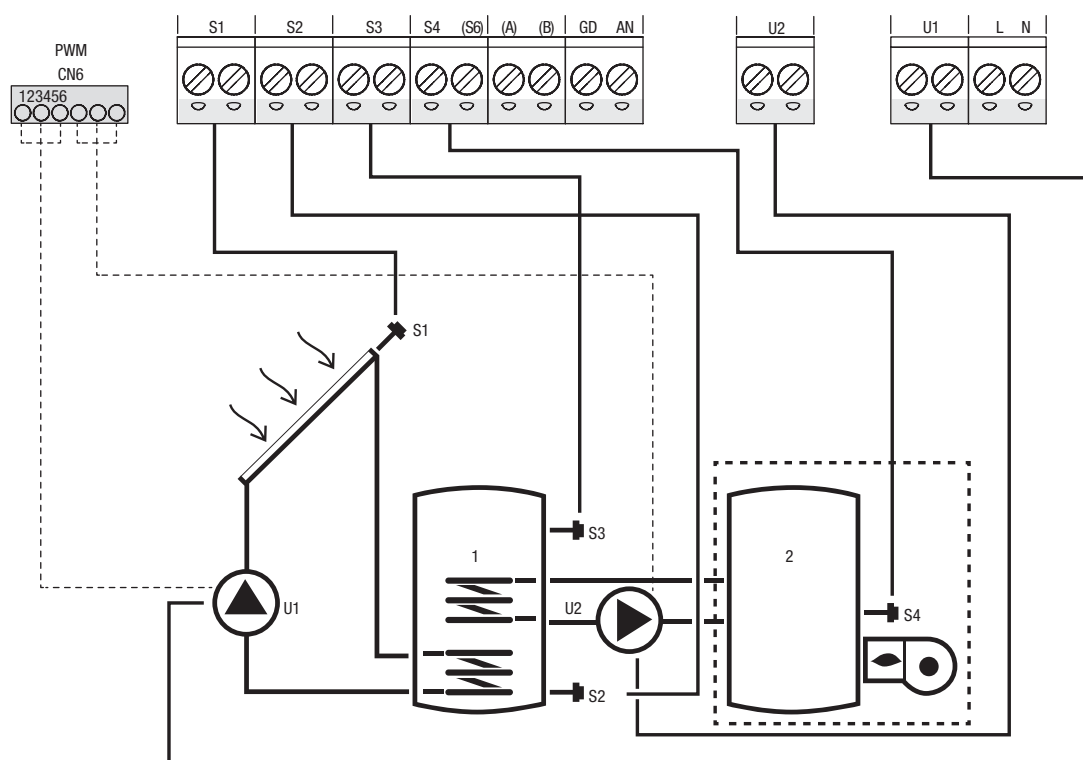 S1 S2 S3 S4 (S6) (A) (B) GD AN U2 U1 L N
PWM
CN6
123456
S1
S3
1
2
U1
U2
S4
S2